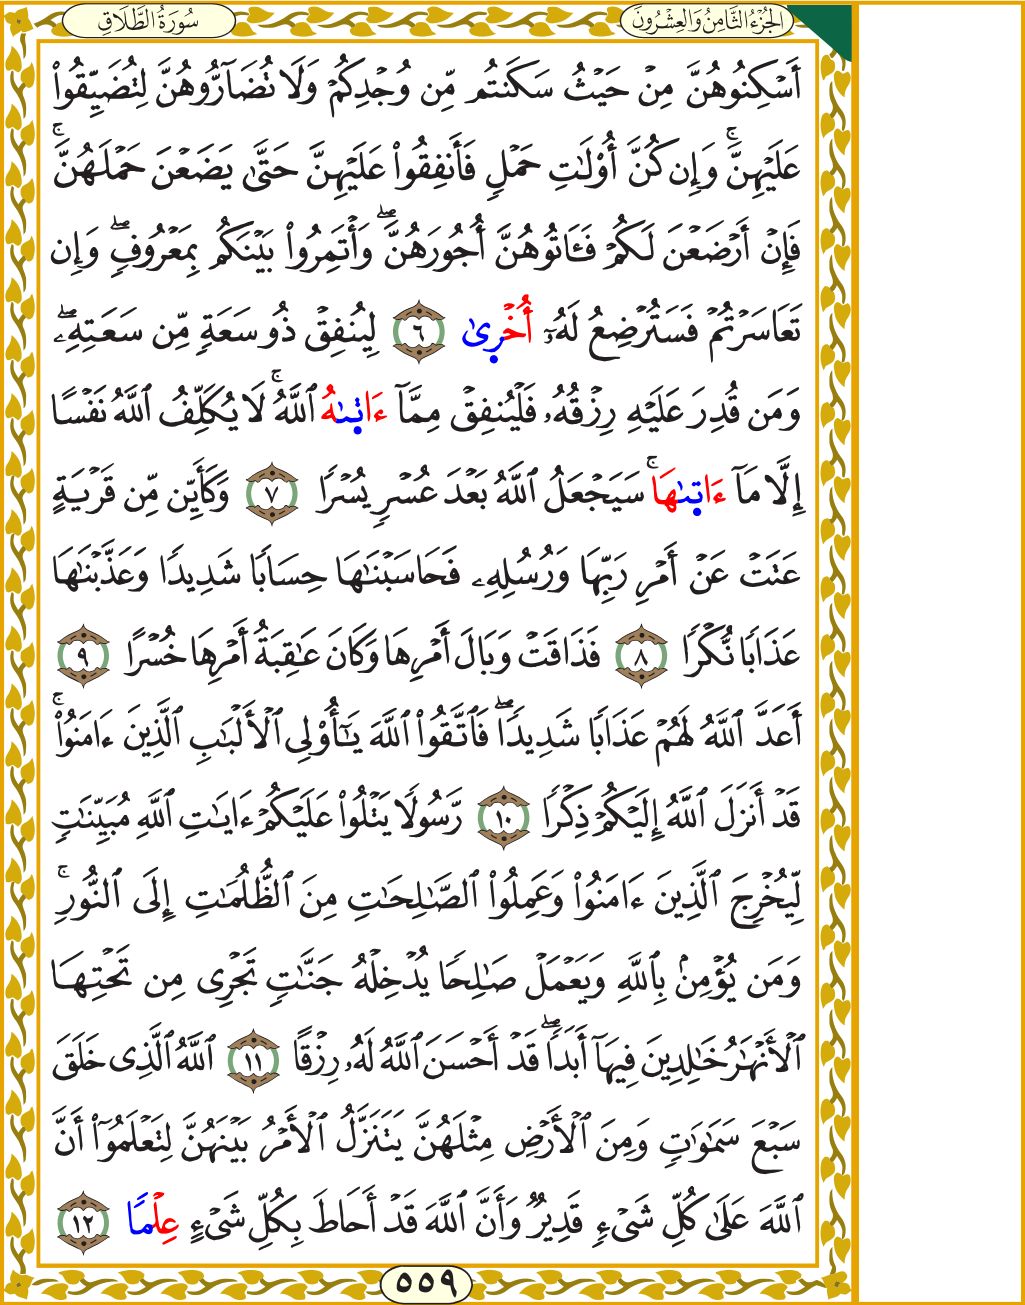 سُورَةُ الطَّلَاقِ
الجُزْءُ الثَّامِنُ وَالعِشْرُونَ
أَسْكِنُوهُنَّ مِنْ حَيْثُ سَكَنتُم مِّن وُجْدِكُمْ وَلَا تُضَآرُّوهُنَّ لِتُضَيِّقُوا۟
عَلَيْهِنَّ ۚ وَإِن كُنَّ أُو۟لَٰتِ حَمْلٍ فَأَنفِقُوا۟ عَلَيْهِنَّ حَتَّىٰ يَضَعْنَ حَمْلَهُنَّ ۚ
فَإِنْ أَرْضَعْنَ لَكُمْ فَـَٔاتُوهُنَّ أُجُورَهُنَّ ۖ وَأْتَمِرُوا۟ بَيْنَكُم بِمَعْرُوفٍ ۖ وَإِن
تَعَاسَرْتُمْ فَسَتُرْضِعُ لَهُۥٓ أُخْرٜىٰ ٦ لِيُنفِقْ ذُو سَعَةٍ مِّن سَعَتِهِۦ ۖ
وَمَن قُدِرَ عَلَيْهِ رِزْقُهُۥ فَلْيُنفِقْ مِمَّآ ءَاتٜىٰهُ ٱللَّهُ ۚ لَا يُكَلِّفُ ٱللَّهُ نَفْسًا
إِلَّا مَآ ءَاتٜىٰهَا ۚ سَيَجْعَلُ ٱللَّهُ بَعْدَ عُسْرٍ يُسْرًا ٧ وَكَأَيِّن مِّن قَرْيَةٍ
عَتَتْ عَنْ أَمْرِ رَبِّهَا وَرُسُلِهِۦ فَحَاسَبْنَٰهَا حِسَابًا شَدِيدًا وَعَذَّبْنَٰهَا
عَذَابًا نُّكْرًا ٨ فَذَاقَتْ وَبَالَ أَمْرِهَا وَكَانَ عَٰقِبَةُ أَمْرِهَا خُسْرًا ٩
أَعَدَّ ٱللَّهُ لَهُمْ عَذَابًا شَدِيدًا ۖ فَٱتَّقُوا۟ ٱللَّهَ يَٰٓأُو۟لِى ٱلْأَلْبَٰبِ ٱلَّذِينَ ءَامَنُوا۟ ۚ
قَدْ أَنزَلَ ٱللَّهُ إِلَيْكُمْ ذِكْرًا ١٠ رَّسُولًا يَتْلُوا۟ عَلَيْكُمْ ءَايَٰتِ ٱللَّهِ مُبَيِّنَٰتٍ
لِّيُخْرِجَ ٱلَّذِينَ ءَامَنُوا۟ وَعَمِلُوا۟ ٱلصَّٰلِحَٰتِ مِنَ ٱلظُّلُمَٰتِ إِلَى ٱلنُّورِ ۚ
وَمَن يُؤْمِنۢ بِٱللَّهِ وَيَعْمَلْ صَٰلِحًا يُدْخِلْهُ جَنَّٰتٍ تَجْرِى مِن تَحْتِهَا
ٱلْأَنْهَٰرُ خَٰلِدِينَ فِيهَآ أَبَدًا ۖ قَدْ أَحْسَنَ ٱللَّهُ لَهُۥ رِزْقًا ١١ ٱللَّهُ ٱلَّذِى خَلَقَ
سَبْعَ سَمَٰوَٰتٍ وَمِنَ ٱلْأَرْضِ مِثْلَهُنَّ يَتَنَزَّلُ ٱلْأَمْرُ بَيْنَهُنَّ لِتَعْلَمُوٓا۟ أَنَّ
ٱللَّهَ عَلَىٰ كُلِّ شَىْءٍ قَدِيرٌ وَأَنَّ ٱللَّهَ قَدْ أَحَاطَ بِكُلِّ شَىْءٍ عِلْمًا ١٢
٥٥٩